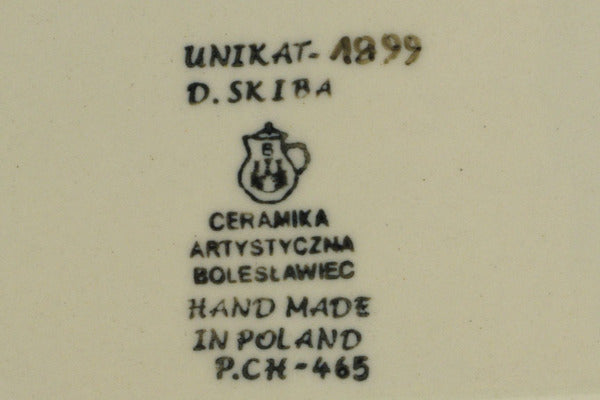 UNIKAT-1899
D. SKIBA
B
CERAMIKA
ARTYSTYCZNA
BOLESŁAWIEC
HAND MADE
IN POLAND
P.CH-465